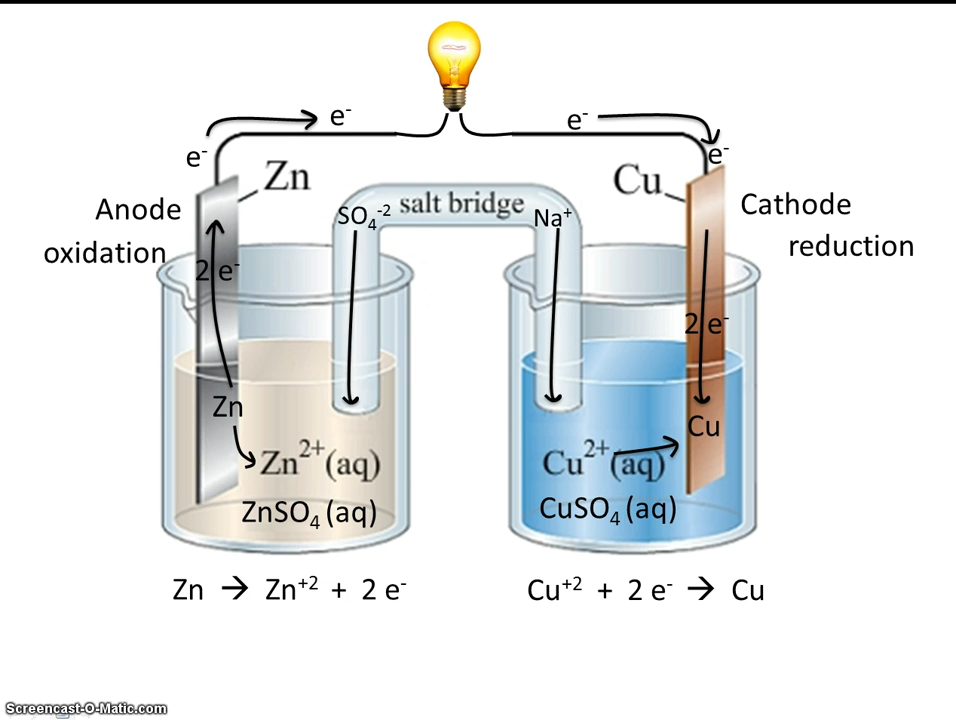 e⁻
e⁻
e⁻
e⁻
Zn
Cu
Anode
oxidation
SO₄⁻²
salt bridge
Na⁺
Cathode
reduction
2 e⁻
2 e⁻
Zn
Cu
Zn²⁺(aq)
Cu²⁺(aq)
ZnSO₄ (aq)
CuSO₄ (aq)
Zn → Zn⁺² + 2 e⁻
Cu⁺² + 2 e⁻ → Cu
Screencast-O-Matic.com